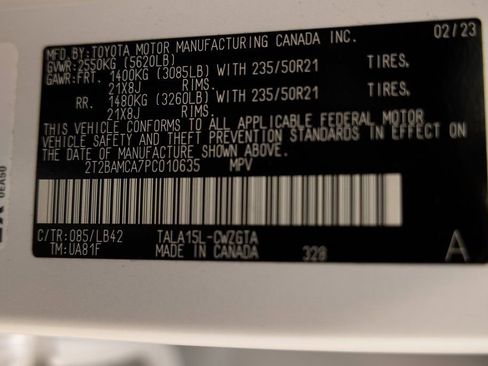 MFD.BY:TOYOTA MOTOR MANUFACTURING CANADA INC. 02/23
GVWR:2550KG (5620LB)
GAWR:FRT. 1400KG (3085LB) WITH 235/50R21 TIRES,
21X8J RIMS.
RR. 1480KG (3260LB) WITH 235/50R21 TIRES,
21X8J RIMS.
THIS VEHICLE CONFORMS TO ALL APPLICABLE FEDERAL MOTOR
VEHICLE SAFETY AND THEFT PREVENTION STANDARDS IN EFFECT ON
THE DATE OF MANUFACTURE SHOWN ABOVE.
2T2BAMCA7PC010635 MPV
C/TR:085/LB42 TALA15L-CWZGTA A
TM:UA81F MADE IN CANADA 320